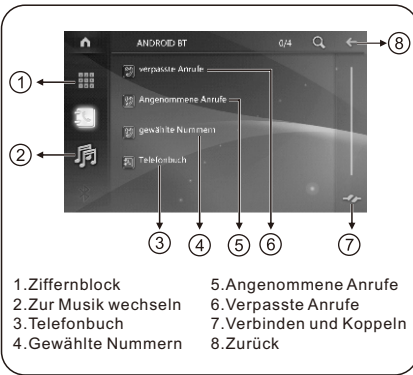 ANDROID BT 0/4
verpasste Anrufe
Angenommene Anrufe
gewählte Nummern
Telefonbuch
1
2
3
4
5
6
7
8
1.Ziffernblock
2.Zur Musik wechseln
3.Telefonbuch
4.Gewählte Nummern
5.Angenommene Anrufe
6.Verpasste Anrufe
7.Verbinden und Koppeln
8.Zurück